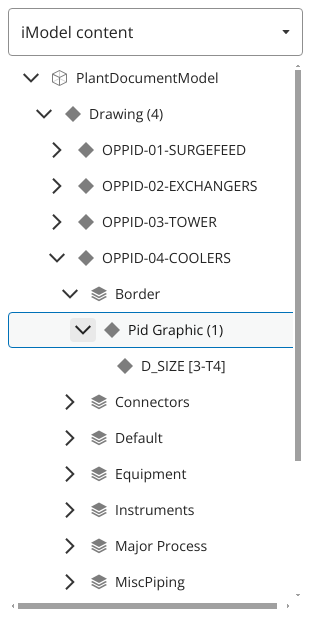 iModel content
PlantDocumentModel
Drawing (4)
OPPID-01-SURGEFEED
OPPID-02-EXCHANGERS
OPPID-03-TOWER
OPPID-04-COOLERS
Border
Pid Graphic (1)
D_SIZE [3-T4]
Connectors
Default
Equipment
Instruments
Major Process
MiscPiping